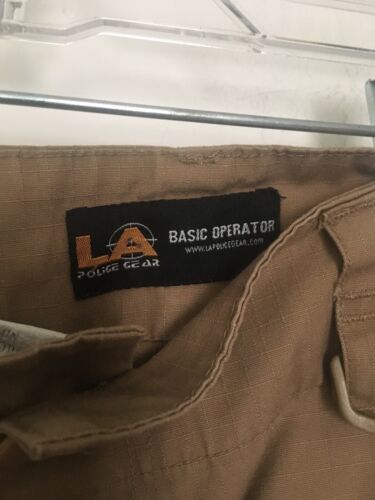 LA
POLICE GEAR
BASIC OPERATOR
WWW.LAPOLICEGEAR.COM